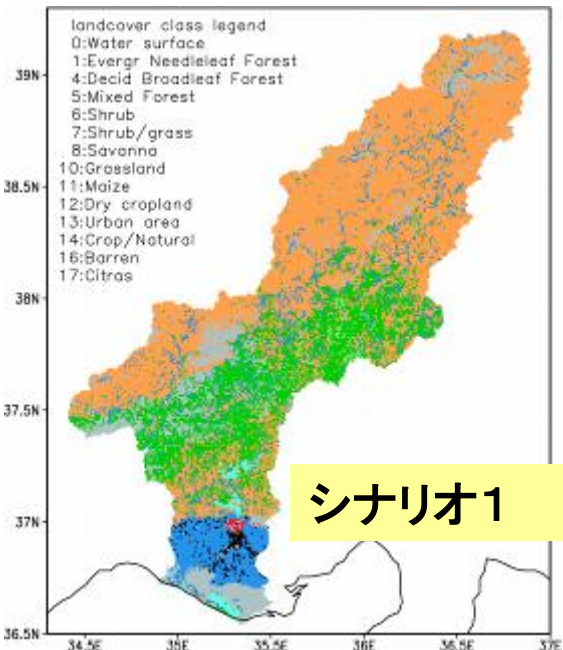 landcover class legend
0:Water surface
1:Evergr Needleleaf Forest
4:Decid Broadleaf Forest
5:Mixed Forest
6:Shrub
7:Shrub/grass
8:Savanna
10:Grassland
11:Maize
12:Dry cropland
13:Urban area
14:Crop/Natural
16:Barren
17:Citras
39N
38.5N
38N
37.5N
37N
36.5N
シナリオ1
34.5E 35E 35.5E 36E 36.5E 37E